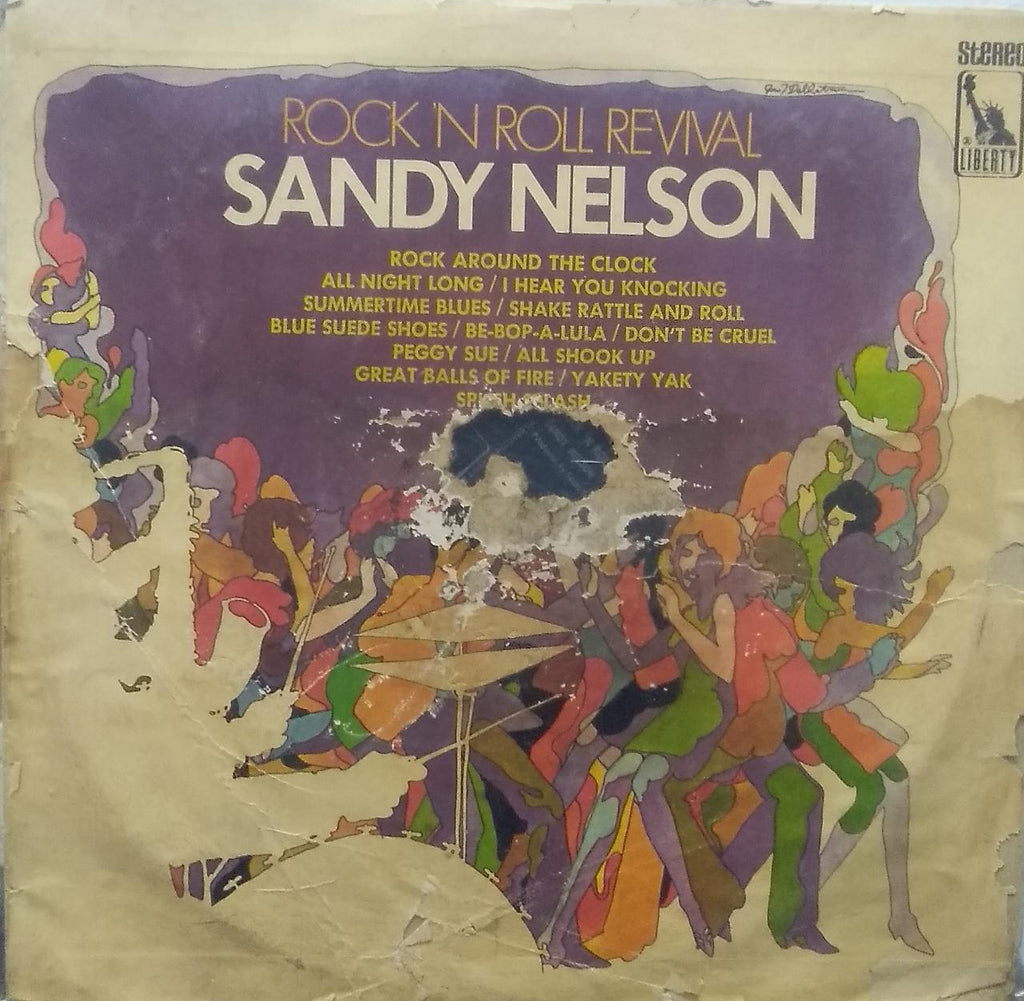 STEREO
LIBERTY
ROCK 'N ROLL REVIVAL
SANDY NELSON
ROCK AROUND THE CLOCK
ALL NIGHT LONG / I HEAR YOU KNOCKING
SUMMERTIME BLUES / SHAKE RATTLE AND ROLL
BLUE SUEDE SHOES / BE-BOP-A-LULA / DON'T BE CRUEL
PEGGY SUE / ALL SHOOK UP
GREAT BALLS OF FIRE / YAKETY YAK